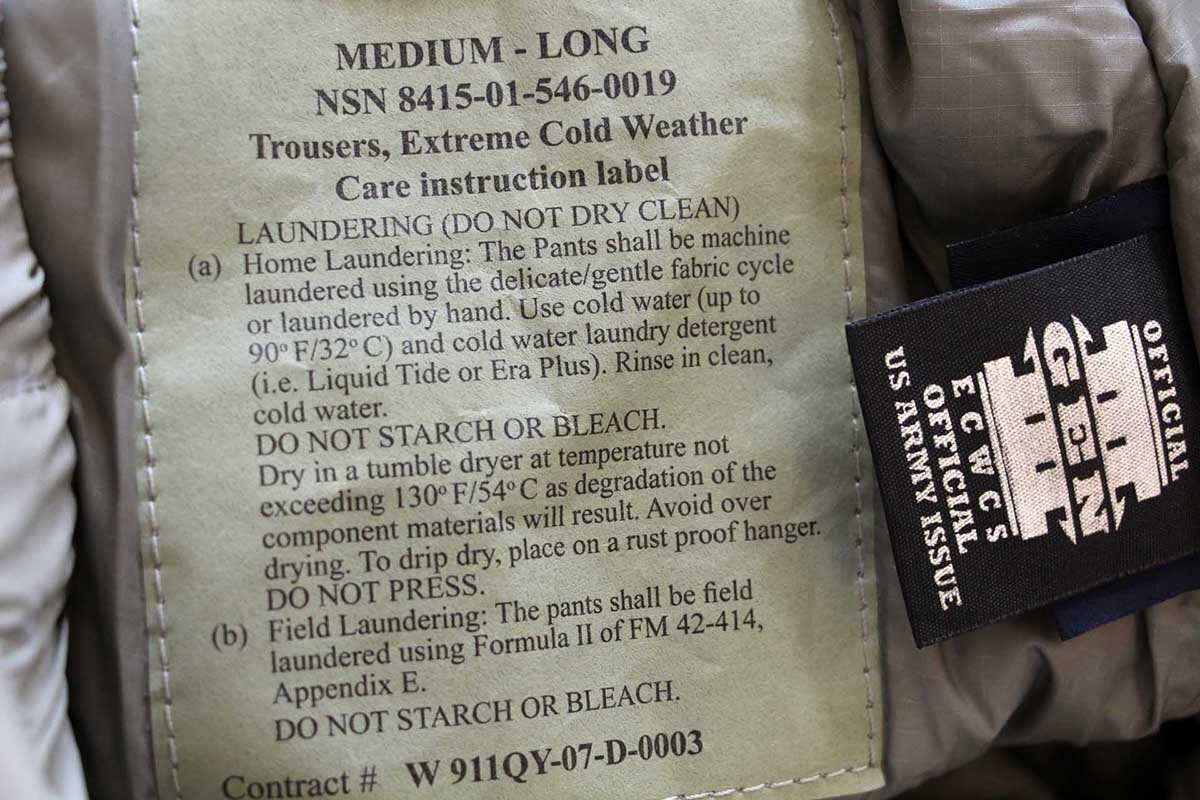 MEDIUM - LONG
NSN 8415-01-546-0019
Trousers, Extreme Cold Weather
Care instruction label
LAUNDERING (DO NOT DRY CLEAN)
(a) Home Laundering: The Pants shall be machine
laundered using the delicate/gentle fabric cycle
or laundered by hand. Use cold water (up to
90º F/32º C) and cold water laundry detergent
(i.e. Liquid Tide or Era Plus). Rinse in clean,
cold water.
DO NOT STARCH OR BLEACH.
Dry in a tumble dryer at temperature not
exceeding 130º F/54º C as degradation of the
component materials will result. Avoid over
drying. To drip dry, place on a rust proof hanger.
DO NOT PRESS.
(b) Field Laundering: The pants shall be field
laundered using Formula II of FM 42-414,
Appendix E.
DO NOT STARCH OR BLEACH.
Contract # W 911QY-07-D-0003
OFFICIAL
GEN III
ECWCS
OFFICIAL
US ARMY ISSUE